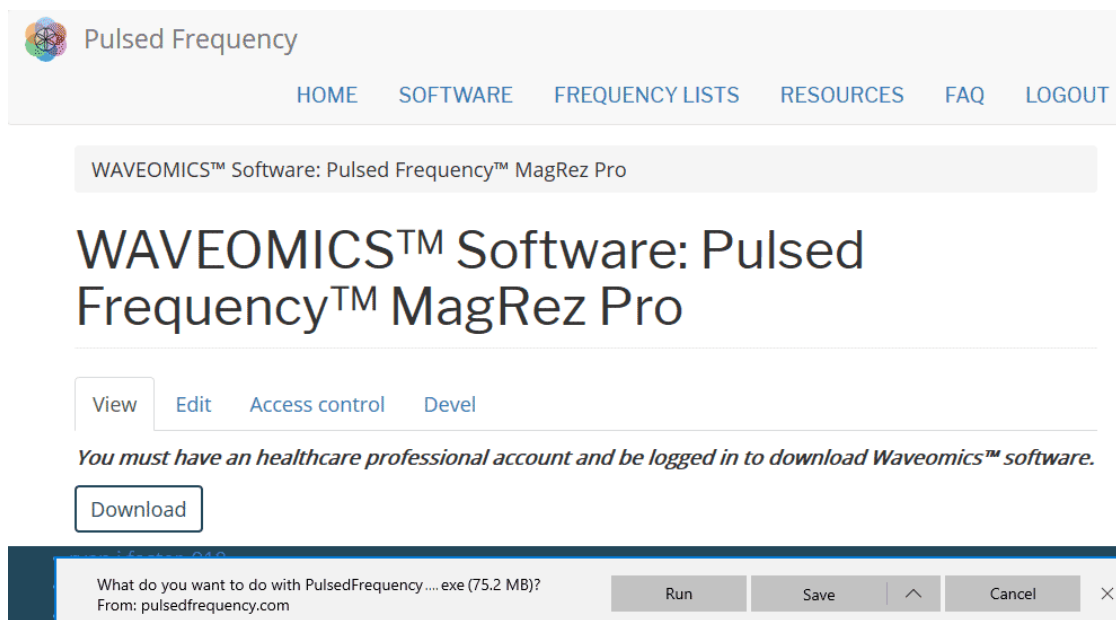 Pulsed Frequency
HOME SOFTWARE FREQUENCY LISTS RESOURCES FAQ LOGOUT
WAVEOMICS™ Software: Pulsed Frequency™ MagRez Pro
WAVEOMICS™ Software: Pulsed
Frequency™ MagRez Pro
View Edit Access control Devel
You must have an healthcare professional account and be logged in to download Waveomics™ software.
Download
What do you want to do with PulsedFrequency....exe (75.2 MB)?
From: pulsedfrequency.com
Run Save Cancel